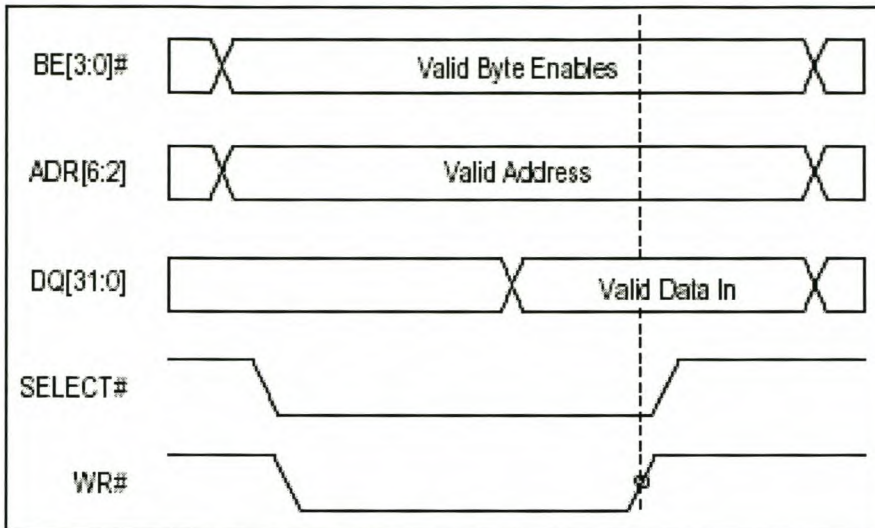 BE[3:0]# Valid Byte Enables
ADR[6:2] Valid Address
DQ[31:0] Valid Data In
SELECT#
WR#